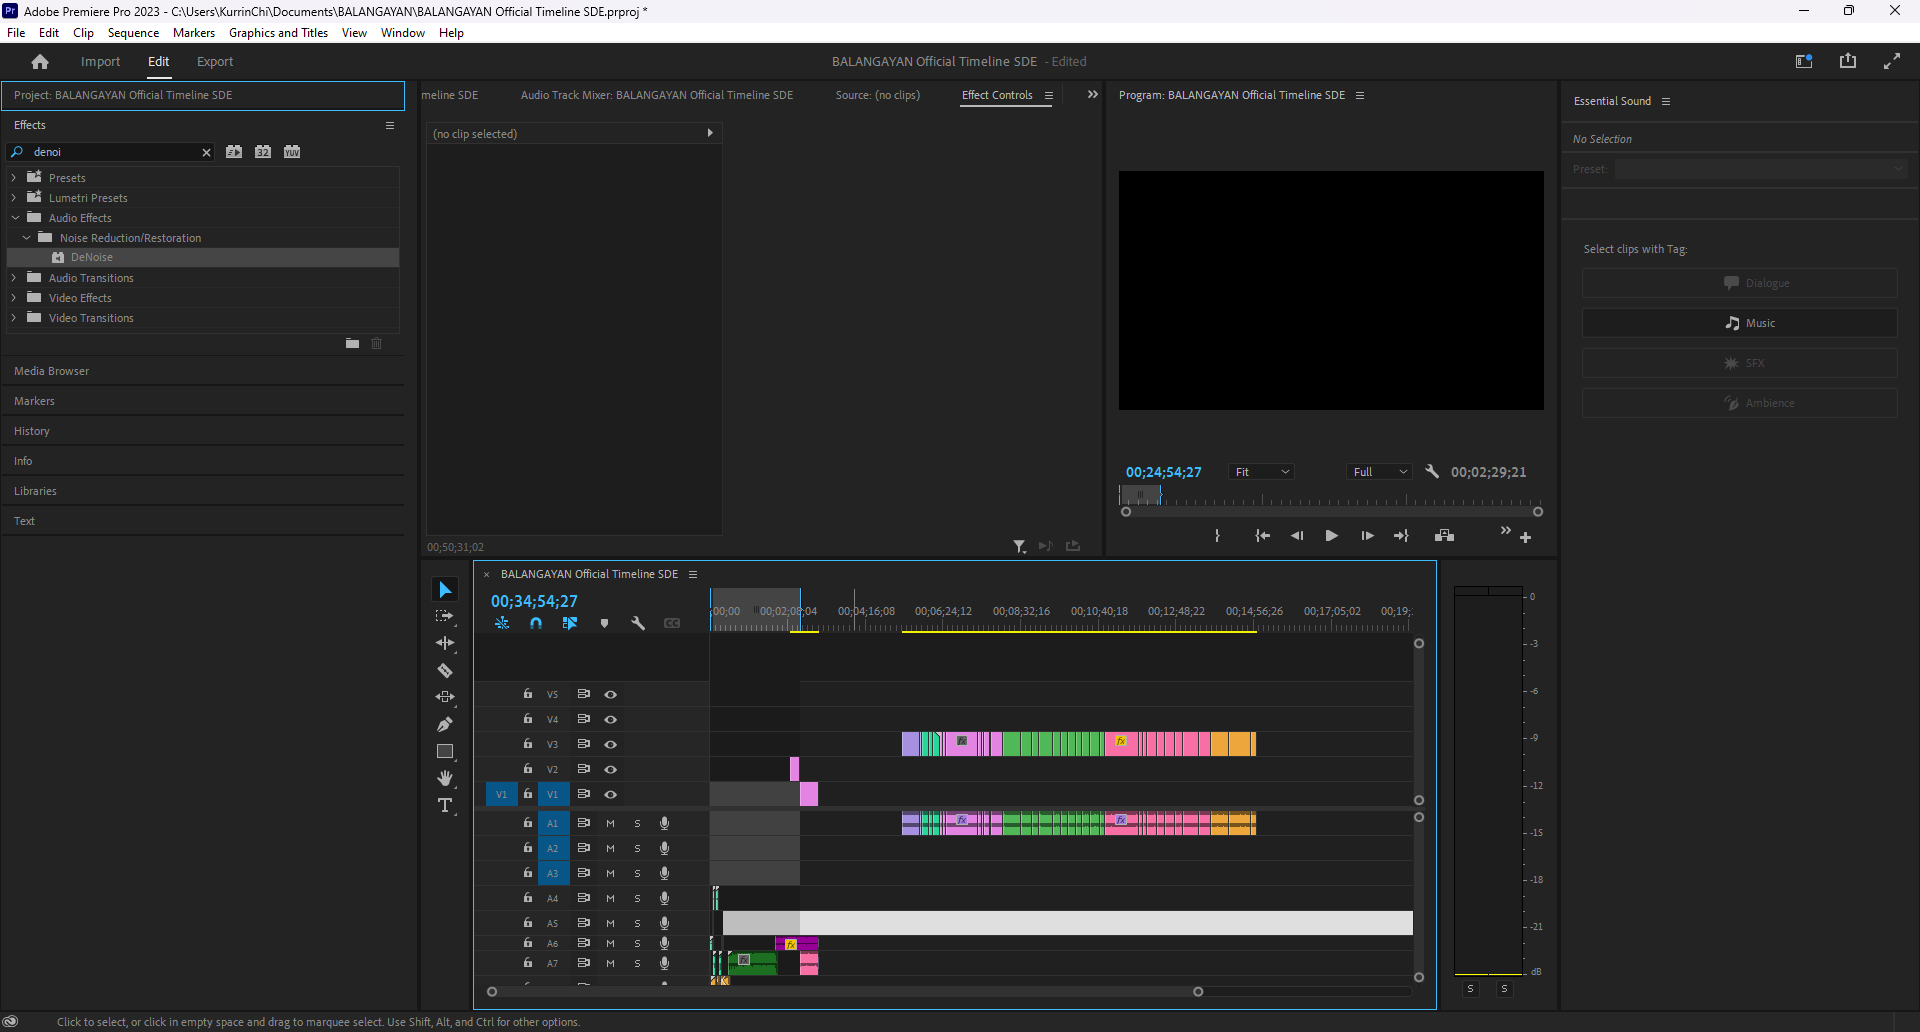 Pr Adobe Premiere Pro 2023 - C:\Users\KurrinChi\Documents\BALANGAYAN\BALANGAYAN Official Timeline SDE.prproj *
File Edit Clip Sequence Markers Graphics and Titles View Window Help
Import Edit Export
BALANGAYAN Official Timeline SDE - Edited
Project: BALANGAYAN Official Timeline SDE
Effects
denoi
32 YUV
Presets
Lumetri Presets
Audio Effects
Noise Reduction/Restoration
DeNoise
Audio Transitions
Video Effects
Video Transitions
Media Browser
Markers
History
Info
Libraries
Text
meline SDE
Audio Track Mixer: BALANGAYAN Official Timeline SDE
Source: (no clips)
Effect Controls
(no clip selected)
00;50;31;02
Program: BALANGAYAN Official Timeline SDE
00;24;54;27
Fit
Full
00;02;29;21
Essential Sound
No Selection
Preset:
Select clips with Tag:
Dialogue
Music
SFX
Ambience
× BALANGAYAN Official Timeline SDE
00;34;54;27
CC
;00;00 00;02;08;04 00;04;16;08 00;06;24;12 00;08;32;16 00;10;40;18 00;12;48;22 00;14;56;26 00;17;05;02 00;19;
V5
V4
V3 fx fx
V2
V1 V1
A1 M S fx fx
A2 M S
A3 M S
A4 M S
A5 M S
A6 M S fx
A7 M S fx
0
-3
-6
-9
-12
-15
-18
-21
dB
S S
Click to select, or click in empty space and drag to marquee select. Use Shift, Alt, and Ctrl for other options.